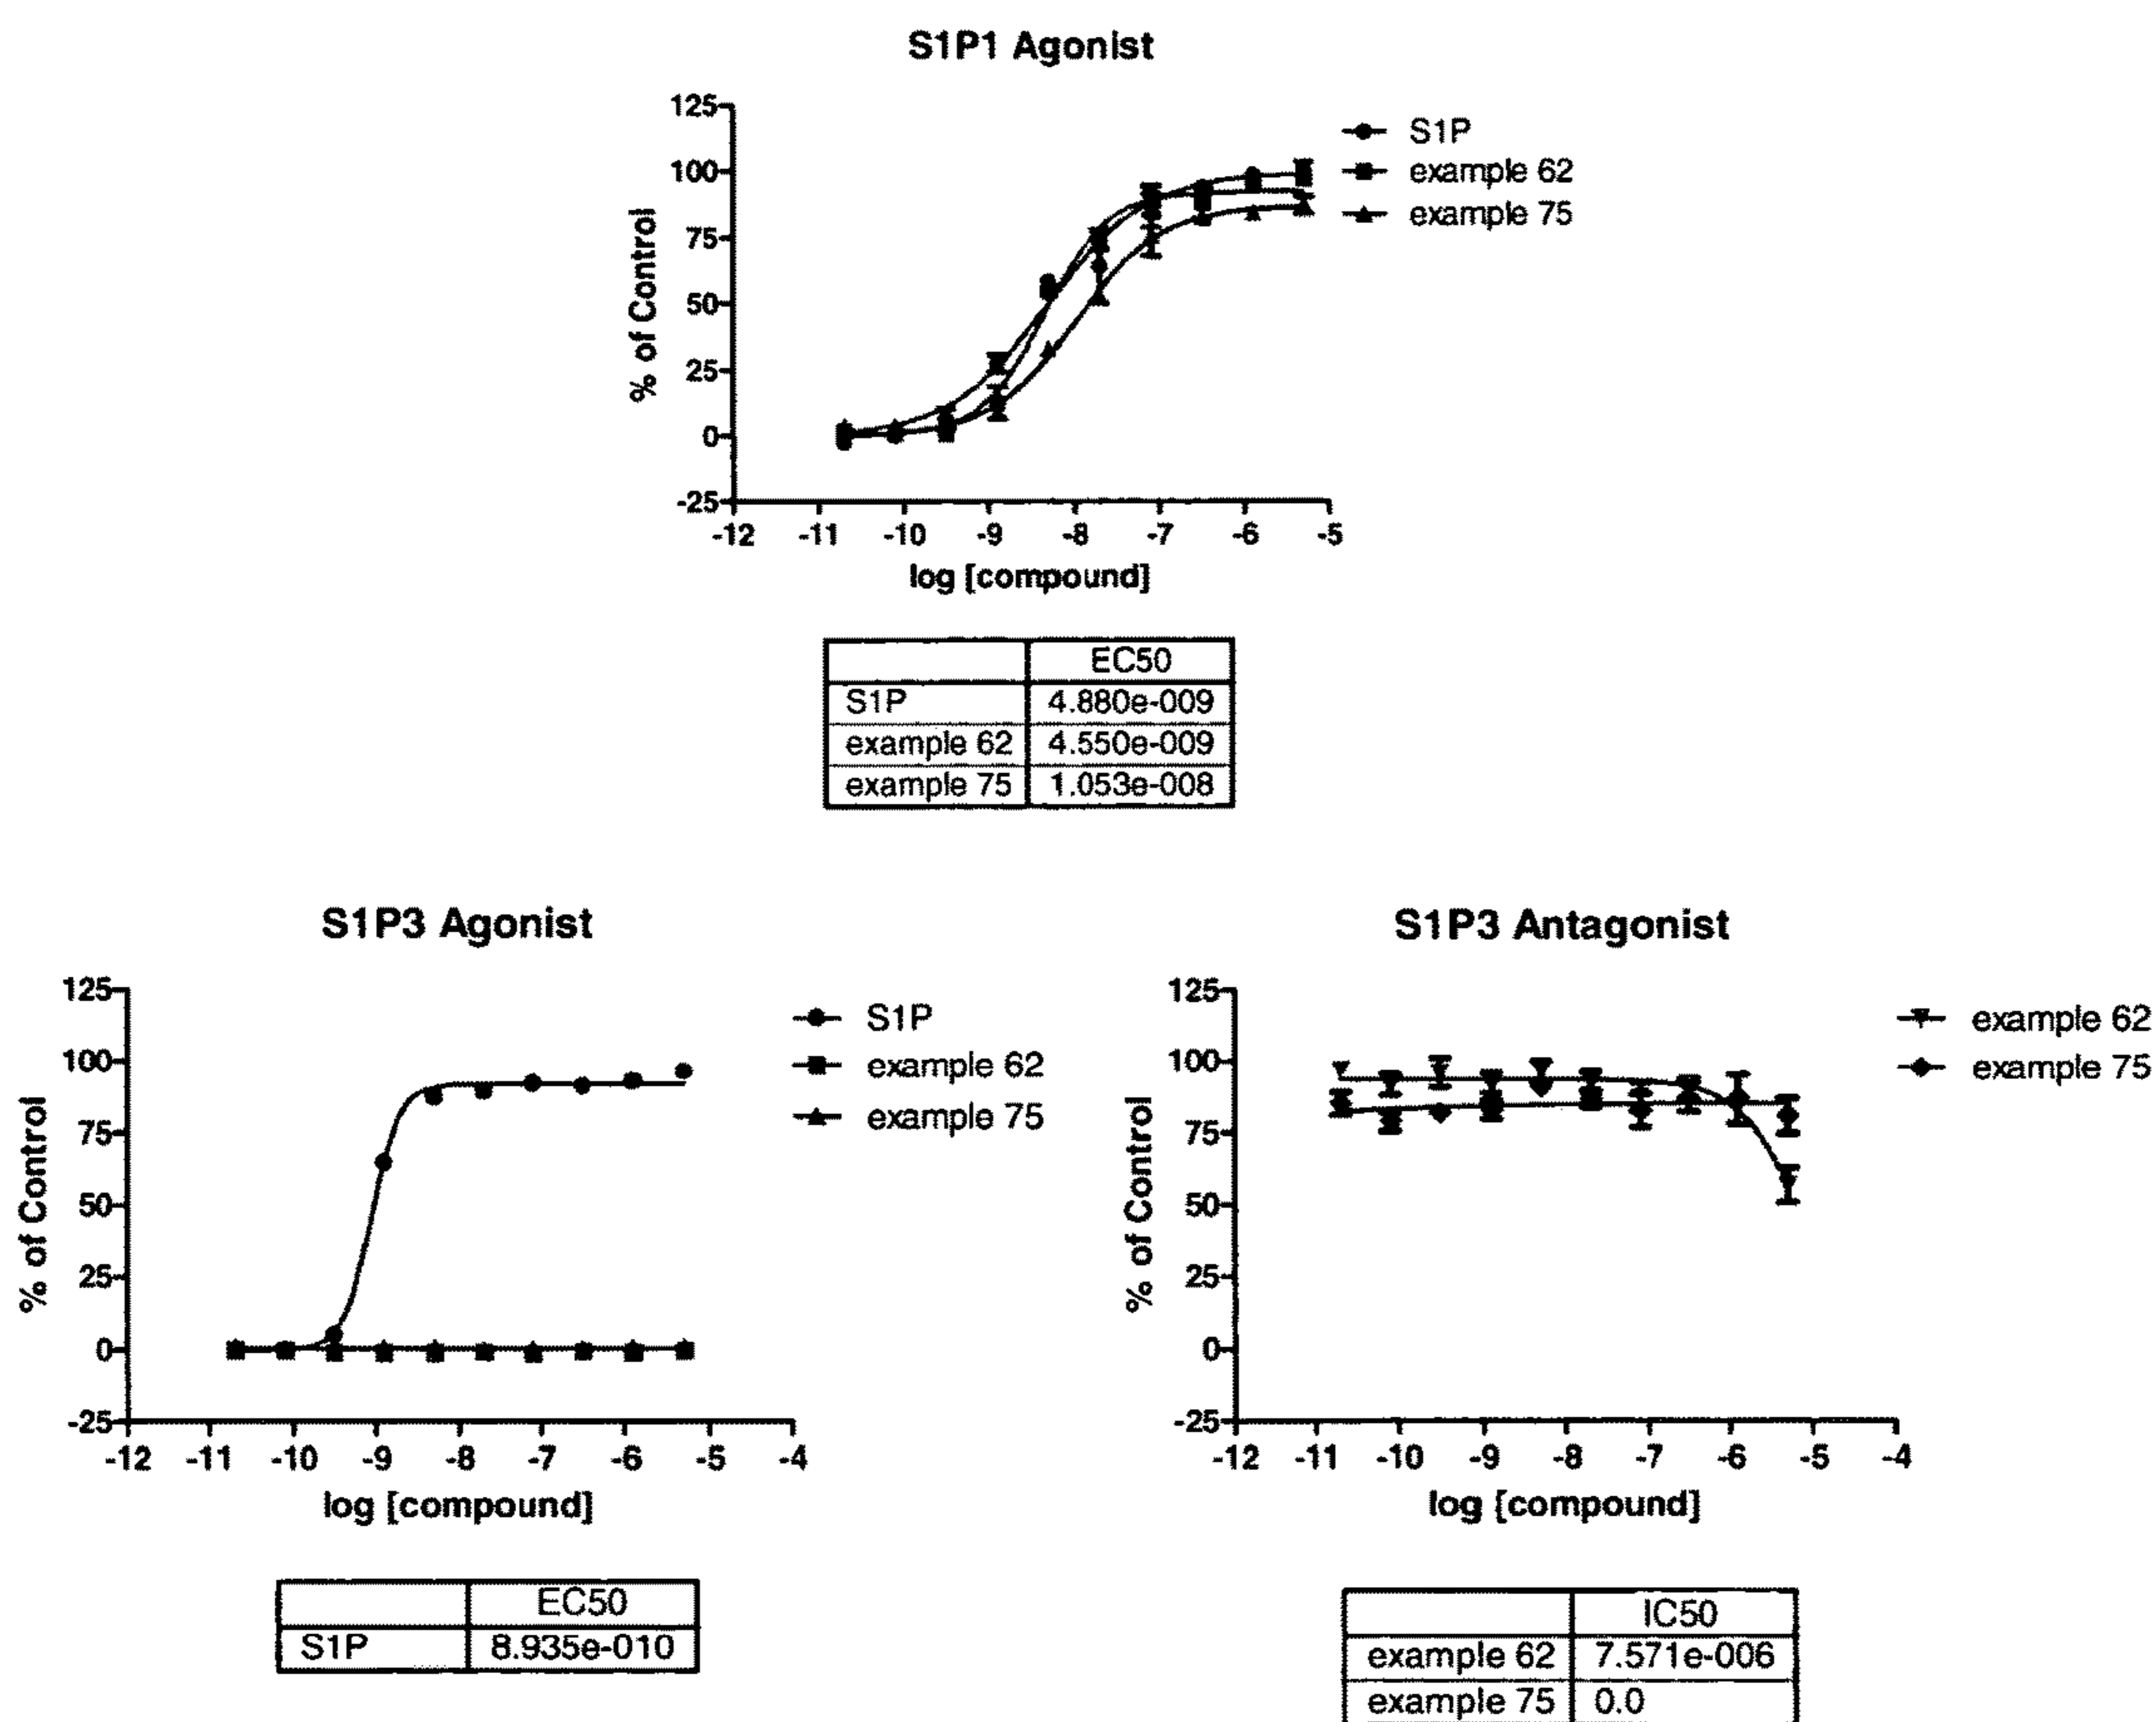 S1P1 Agonist
125
100
75
50
25
0
-25
% of Control
-12 -11 -10 -9 -8 -7 -6 -5
log [compound]
S1P
example 62
example 75
EC50
S1P 4.880e-009
example 62 4.550e-009
example 75 1.053e-008
S1P3 Agonist
125
100
75
50
25
0
-25
% of Control
-12 -11 -10 -9 -8 -7 -6 -5 -4
log [compound]
S1P
example 62
example 75
EC50
S1P 8.935e-010
S1P3 Antagonist
125
100
75
50
25
0
-25
% of Control
-12 -11 -10 -9 -8 -7 -6 -5 -4
log [compound]
example 62
example 75
IC50
example 62 7.571e-006
example 75 0.0